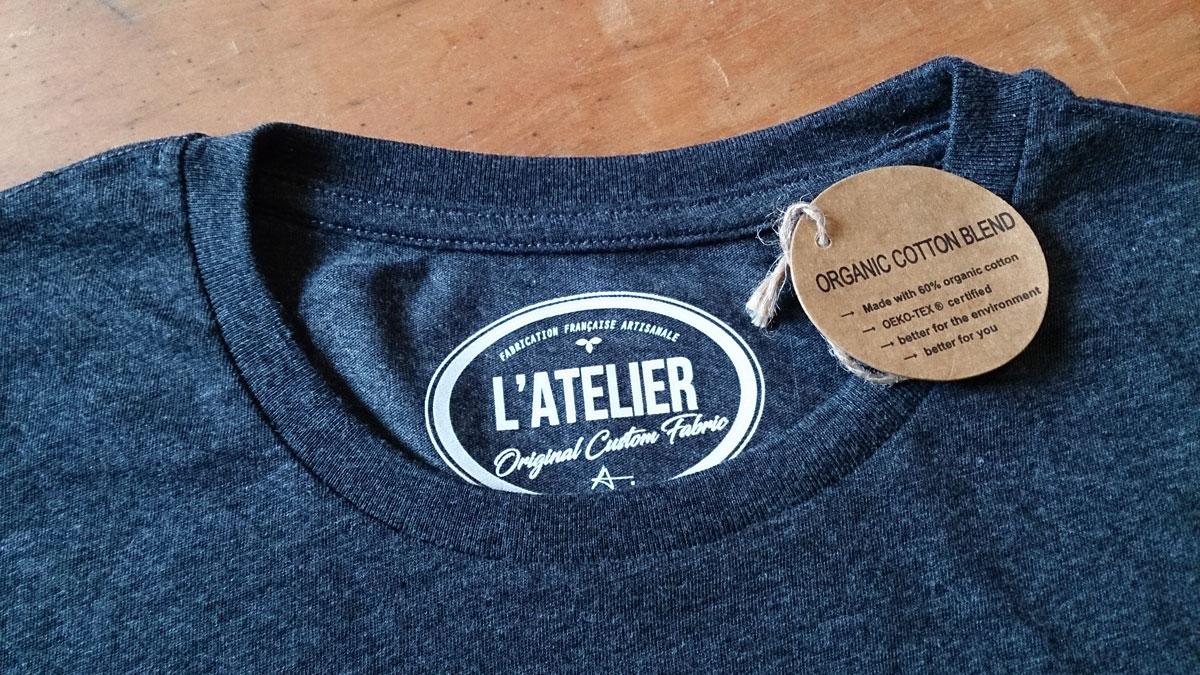 FABRICATION FRANÇAISE ARTISANALE
L'ATELIER
Original Custom Fabric
A.
ORGANIC COTTON BLEND
→ Made with 60% organic cotton
→ OEKO-TEX® certified
→ better for the environment
→ better for you